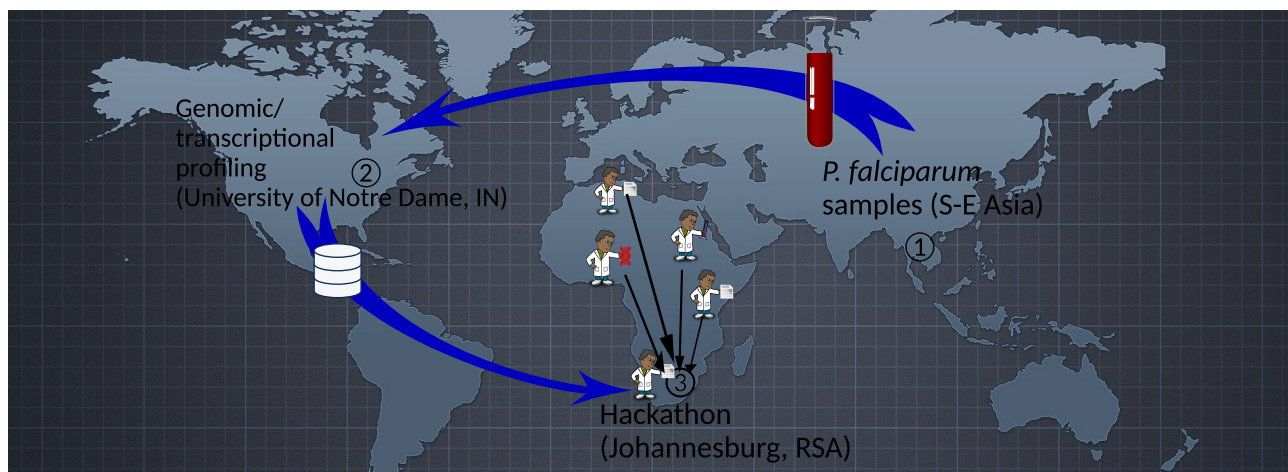 Genomic/
transcriptional
profiling
(University of Notre Dame, IN)
②
P. falciparum
samples (S-E Asia)
①
③
Hackathon
(Johannesburg, RSA)